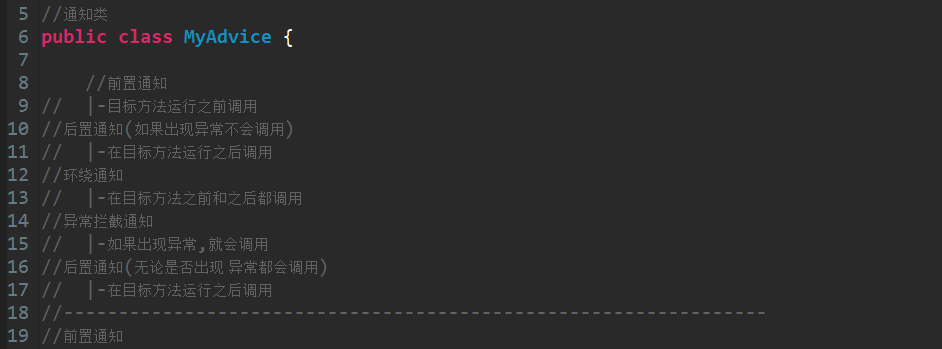 5 //通知类
6 public class MyAdvice {
7
8 //前置通知
9 // |-目标方法运行之前调用
10 //后置通知(如果出现异常不会调用)
11 // |-在目标方法运行之后调用
12 //环绕通知
13 // |-在目标方法之前和之后都调用
14 //异常拦截通知
15 // |-如果出现异常,就会调用
16 //后置通知(无论是否出现 异常都会调用)
17 // |-在目标方法运行之后调用
18 //----------------------------------------------------------------
19 //前置通知